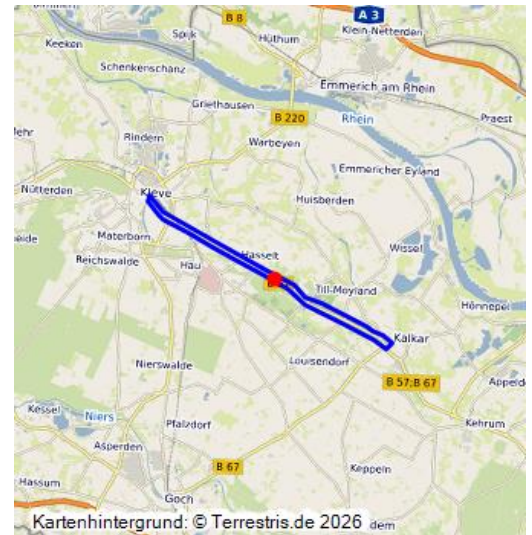 Spijk
B 8
Hüthum
A 3
Klein-Netterden
Keeken
Schenkenschanz
Emmerich am Rhein
Griethausen
B 220
Rhein
Praest
Rindern
Warbeyen
Emmericher Eyland
Nütterden
Kleve
Huisberden
Materborn
Wissel
Reichswalde
Hau
Hasselt
Till-Moyland
Hönnepel
Kalkar
Louisendorf
Nierswalde
B 57;B 67
Kessel
Niers
Pfalzdorf
Kehrum
Asperden
B 67
Keppeln
Hassum
Goch
Kartenhintergrund: © Terrestris.de 2026